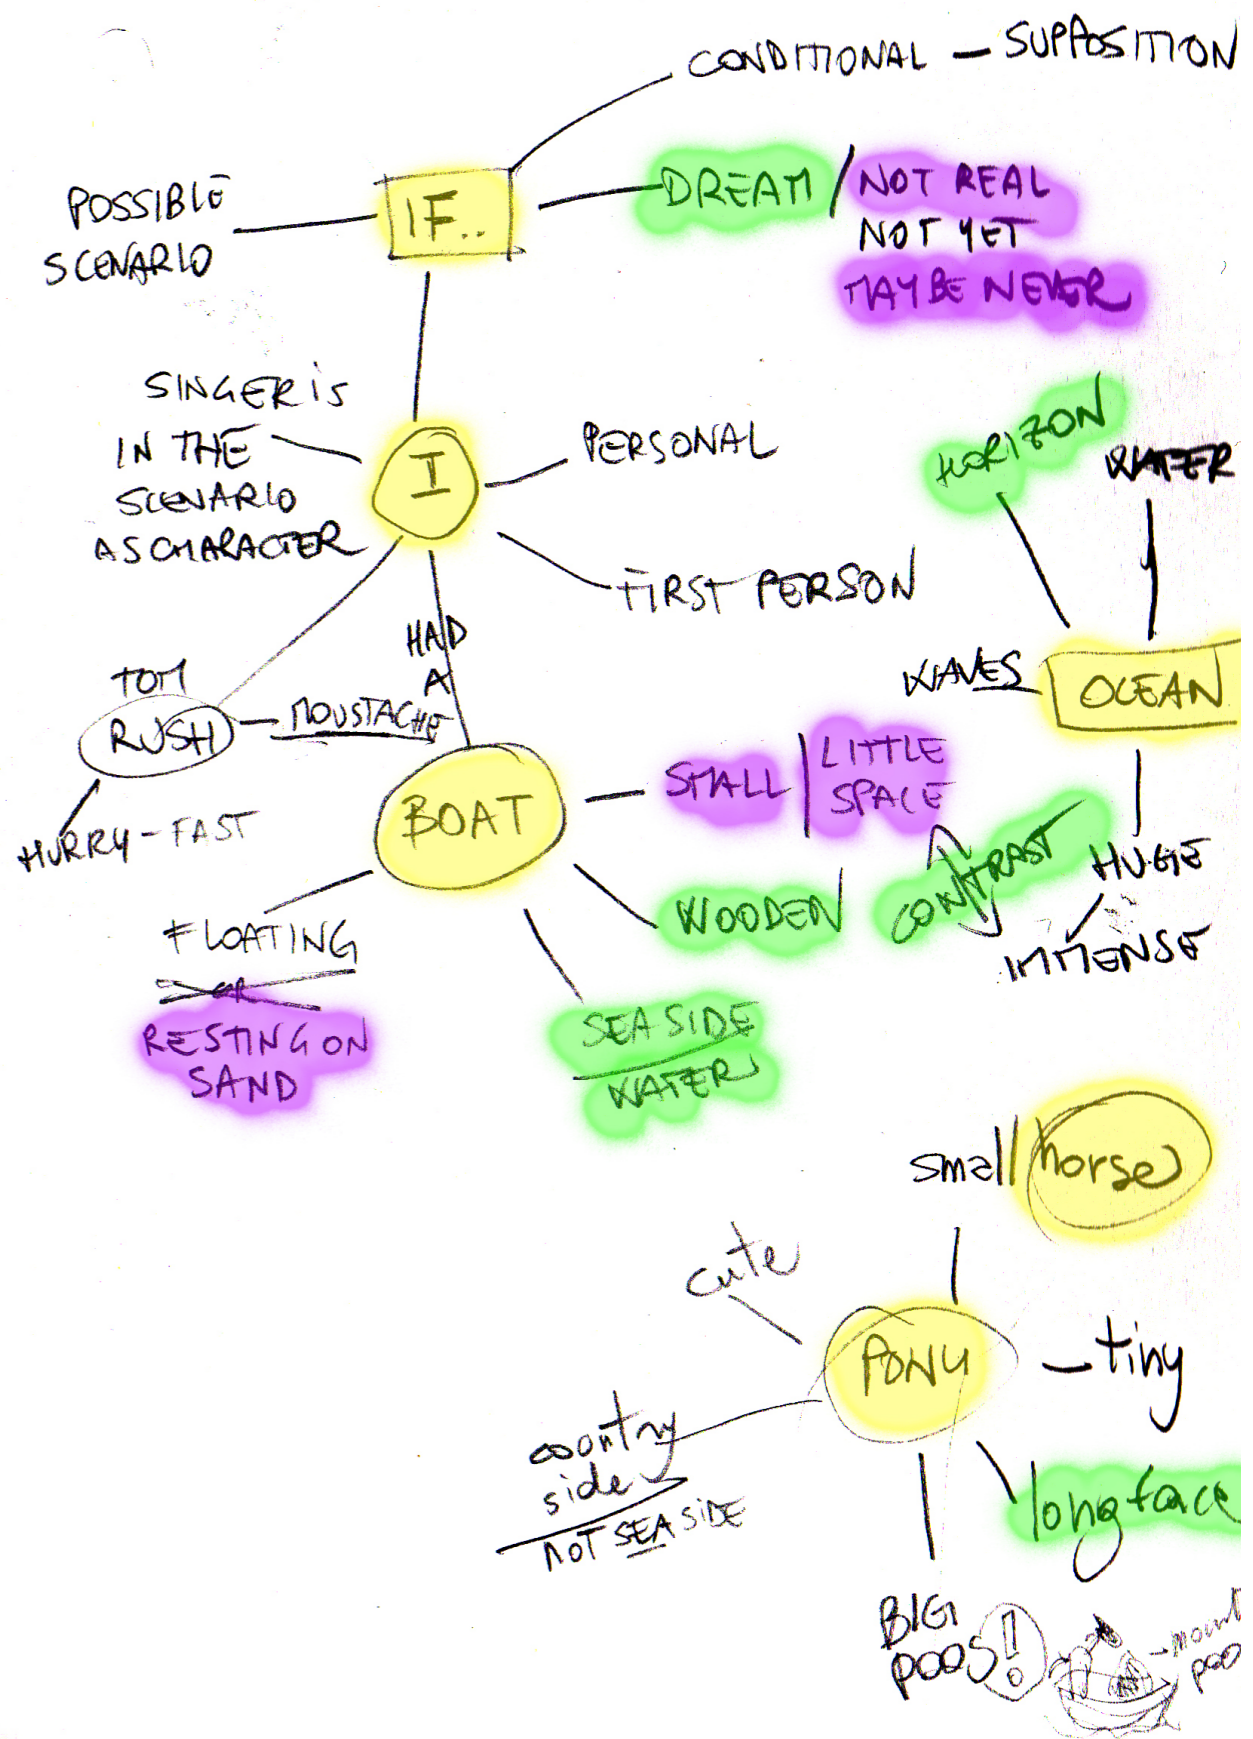 CONDITIONAL — SUPPOSITION
POSSIBLE
SCENARIO
IF..
DREAM / NOT REAL
NOT YET
MAYBE NEVER
SINGER IS
IN THE
SCENARIO
AS CHARACTER
I
PERSONAL
FIRST PERSON
HAD
A
HORIZON
WATER
WAVES
OCEAN
HUGE
IMMENSE
TOM
RUSH
MOUSTACHE
HURRY - FAST
BOAT
SMALL | LITTLE
SPACE
CONTRAST
WOODEN
FLOATING
OR
RESTING ON
SAND
SEA SIDE
WATER
small horse
cute
PONY
tiny
country
side
NOT SEASIDE
long face
BIG
POOS!